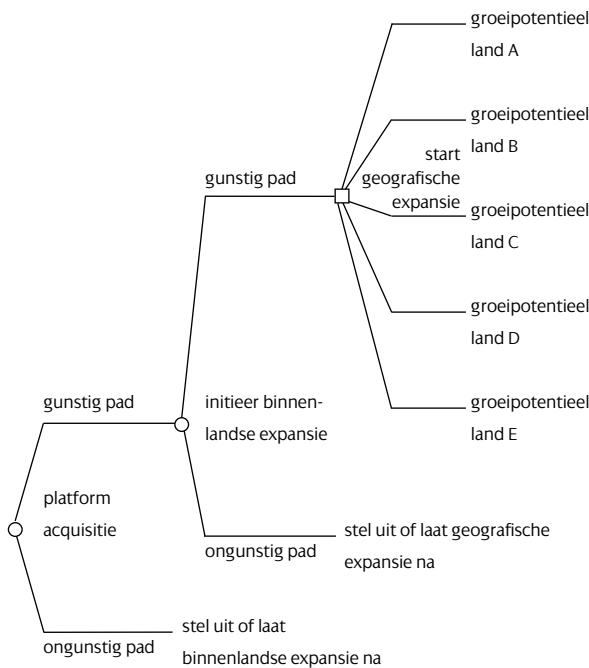 groeipotentieel
land A
groeipotentieel
land B
start
geografische
expansie
gunstig pad
groeipotentieel
land C
groeipotentieel
land D
gunstig pad
initieer binnen-
landse expansie
groeipotentieel
land E
platform
acquisitie
ongunstig pad
stel uit of laat geografische
expansie na
ongunstig pad
stel uit of laat
binnenlandse expansie na